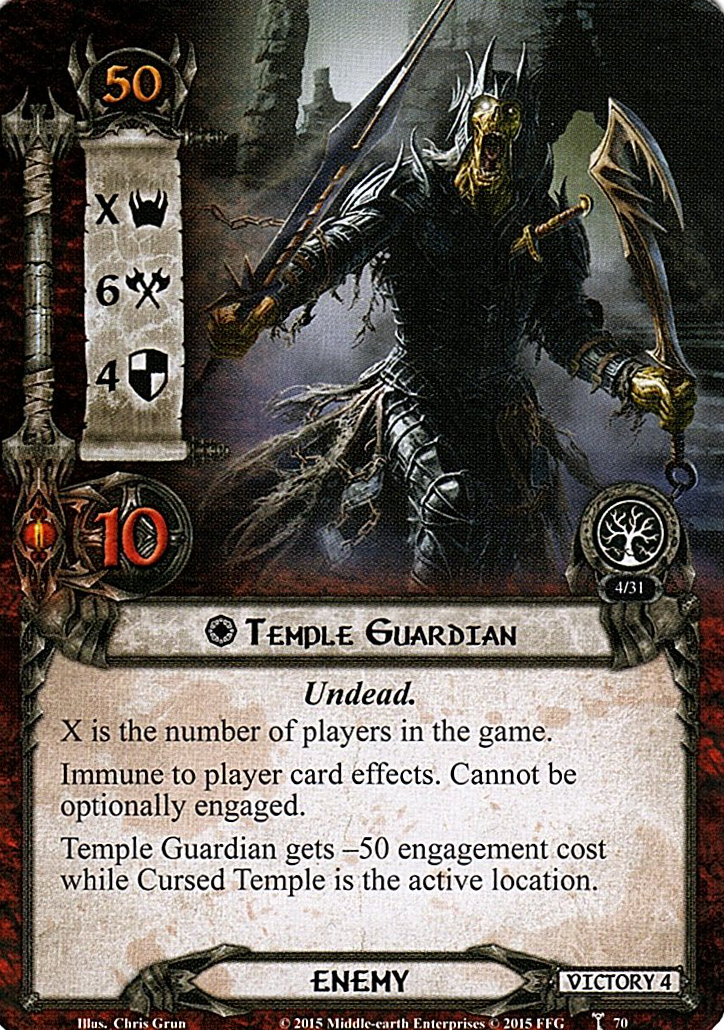 50
X
6
4
10
4/31
Temple Guardian
Undead.
X is the number of players in the game.
Immune to player card effects. Cannot be
optionally engaged.
Temple Guardian gets –50 engagement cost
while Cursed Temple is the active location.
ENEMY
VICTORY 4
Illus. Chris Grun
© 2015 Middle-earth Enterprises © 2015 FFG
70